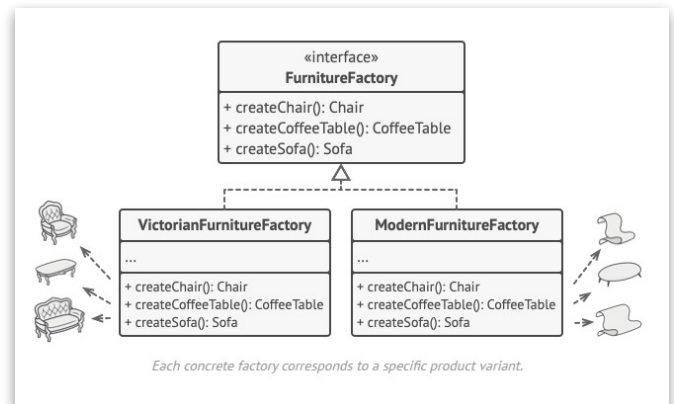 «interface»
FurnitureFactory
+ createChair(): Chair
+ createCoffeeTable(): CoffeeTable
+ createSofa(): Sofa
VictorianFurnitureFactory
...
+ createChair(): Chair
+ createCoffeeTable(): CoffeeTable
+ createSofa(): Sofa
ModernFurnitureFactory
...
+ createChair(): Chair
+ createCoffeeTable(): CoffeeTable
+ createSofa(): Sofa
Each concrete factory corresponds to a specific product variant.